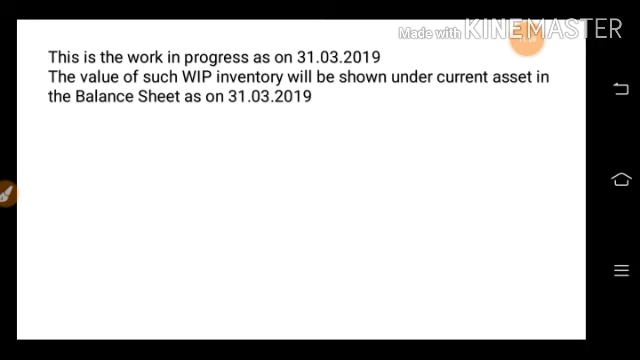 Made with KINEMASTER
This is the work in progress as on 31.03.2019
The value of such WIP inventory will be shown under current asset in
the Balance Sheet as on 31.03.2019